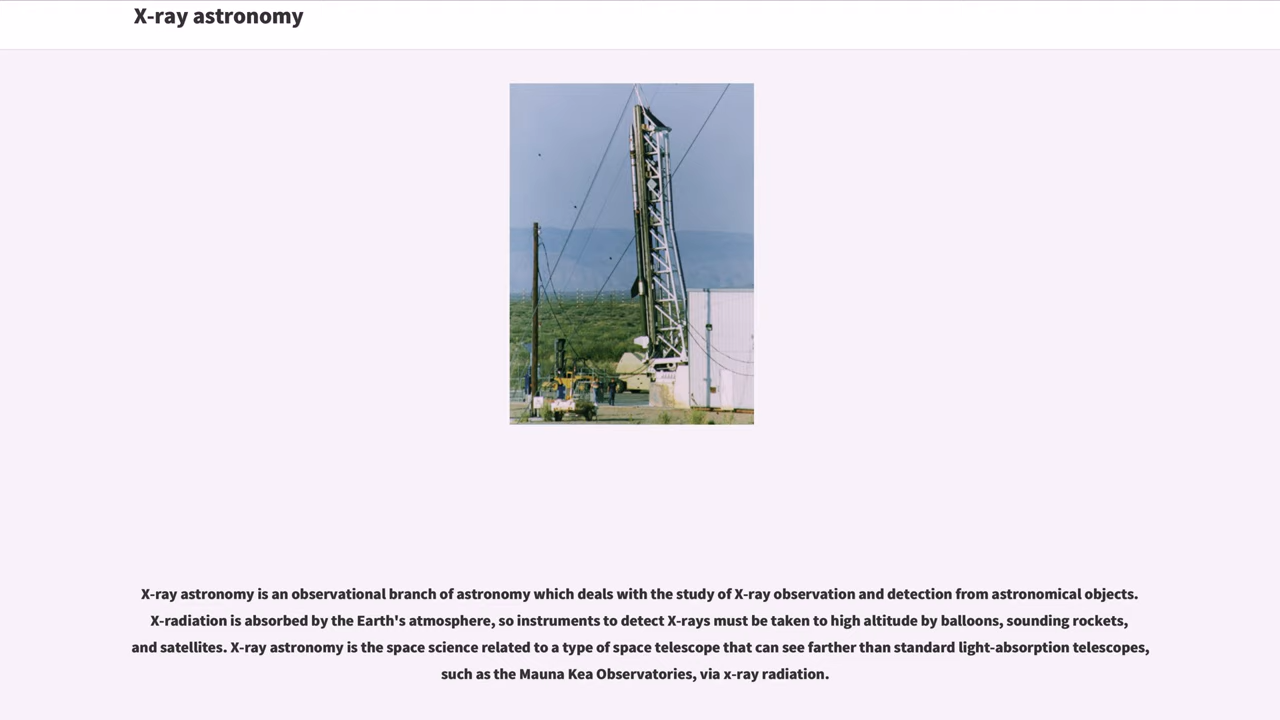 X-ray astronomy
X-ray astronomy is an observational branch of astronomy which deals with the study of X-ray observation and detection from astronomical objects.
X-radiation is absorbed by the Earth's atmosphere, so instruments to detect X-rays must be taken to high altitude by balloons, sounding rockets,
and satellites. X-ray astronomy is the space science related to a type of space telescope that can see farther than standard light-absorption telescopes,
such as the Mauna Kea Observatories, via x-ray radiation.